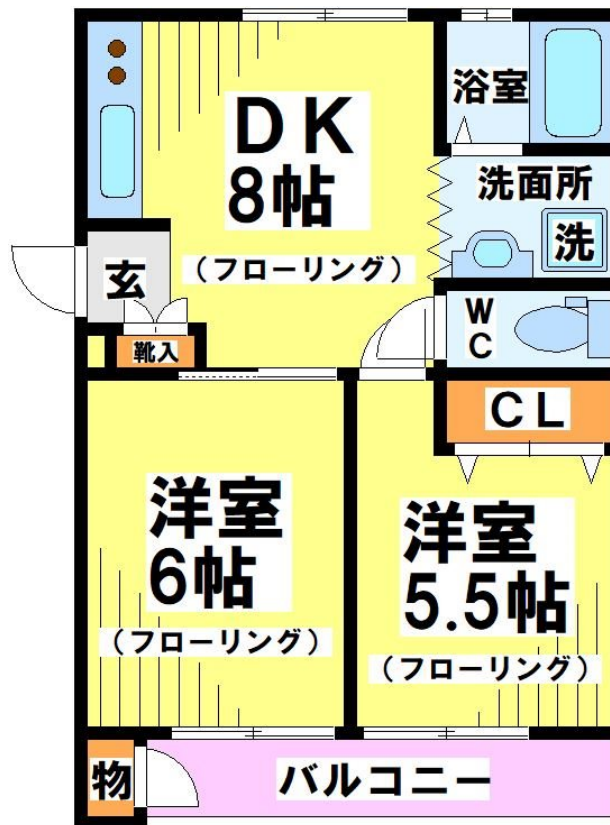 DK
8帖
(フローリング)
浴室
洗面所
洗
玄
靴入
WC
CL
洋室
6帖
(フローリング)
洋室
5.5帖
(フローリング)
物
バルコニー